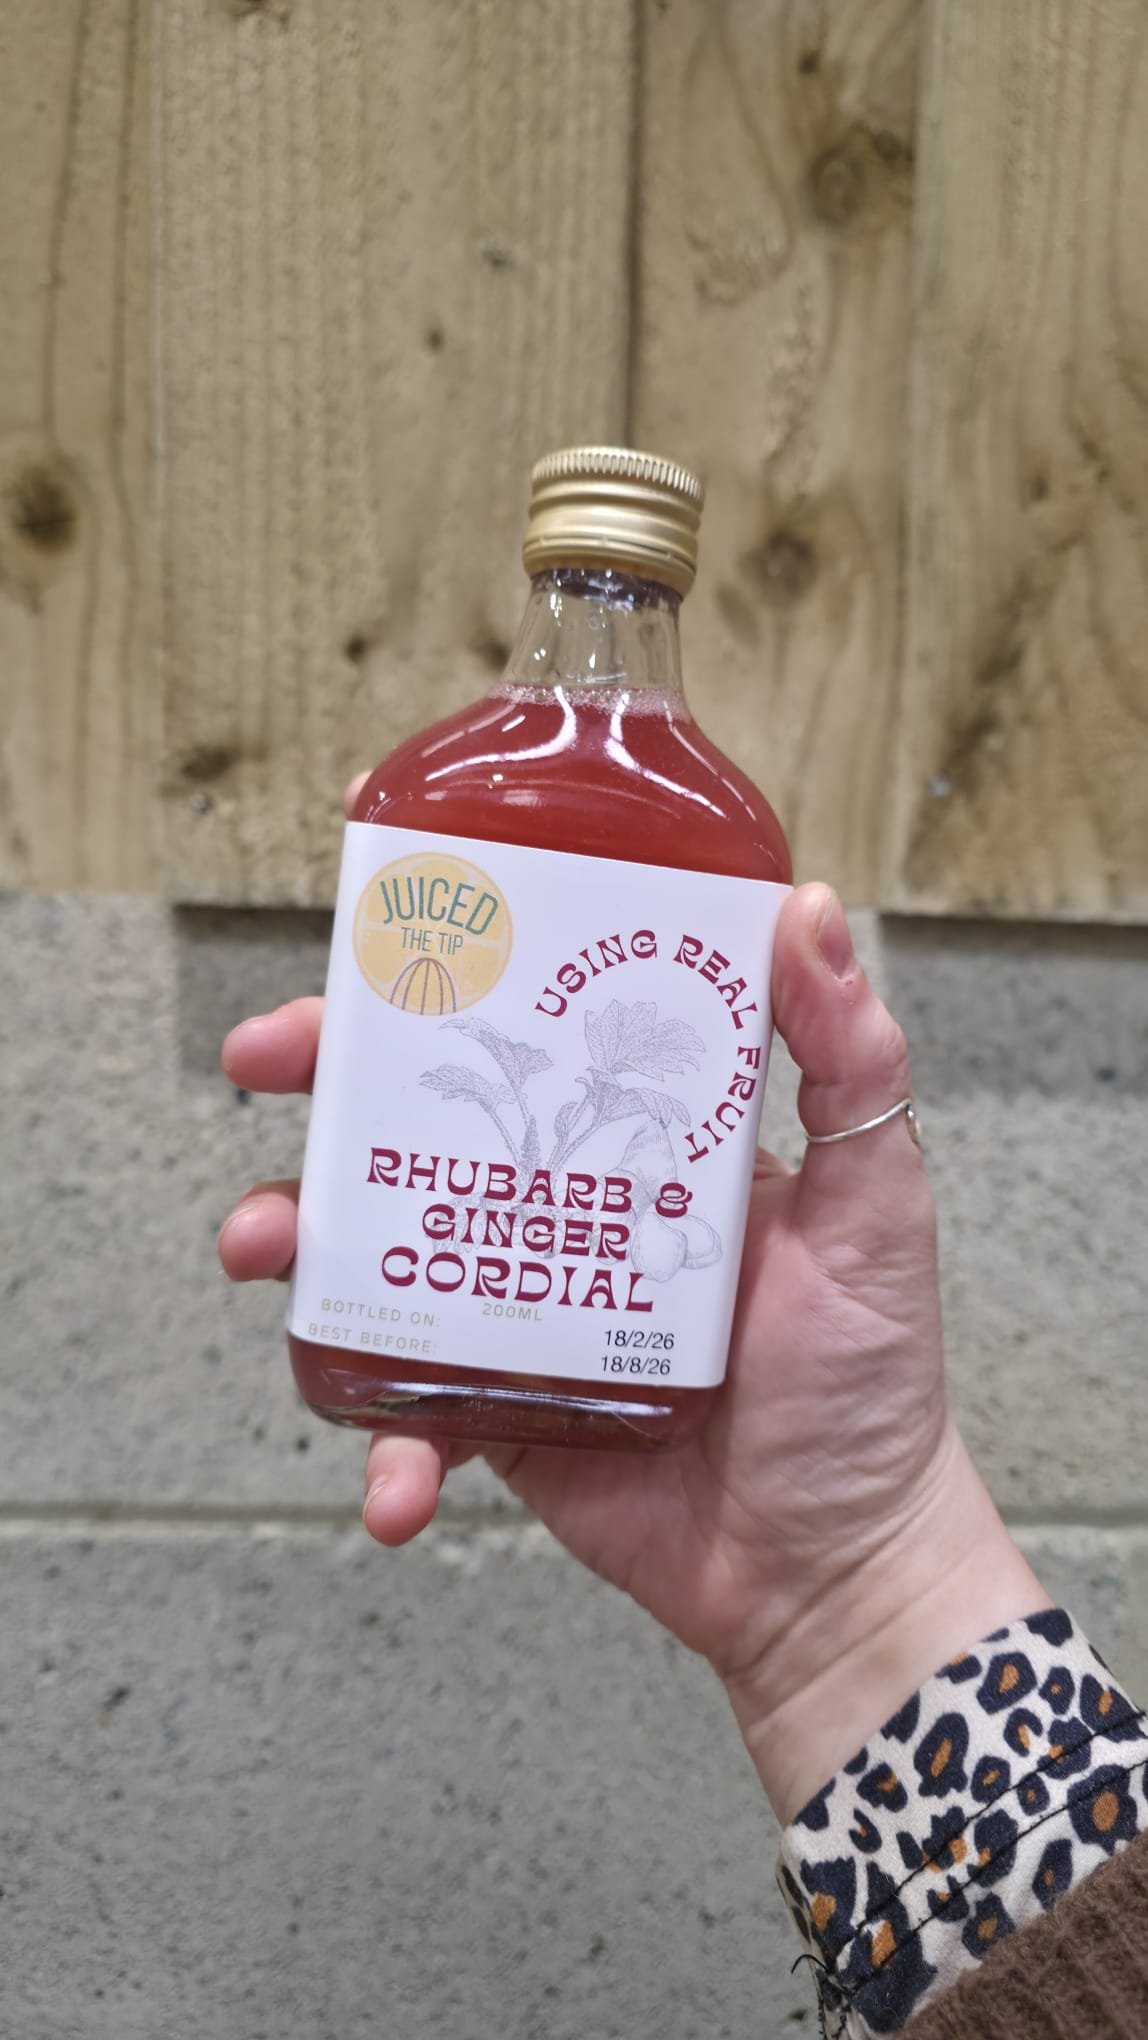 JUICED
THE TIP
USING REAL FRUIT
RHUBARB &
GINGER
CORDIAL
200ML
BOTTLED ON: 18/2/26
BEST BEFORE: 18/8/26